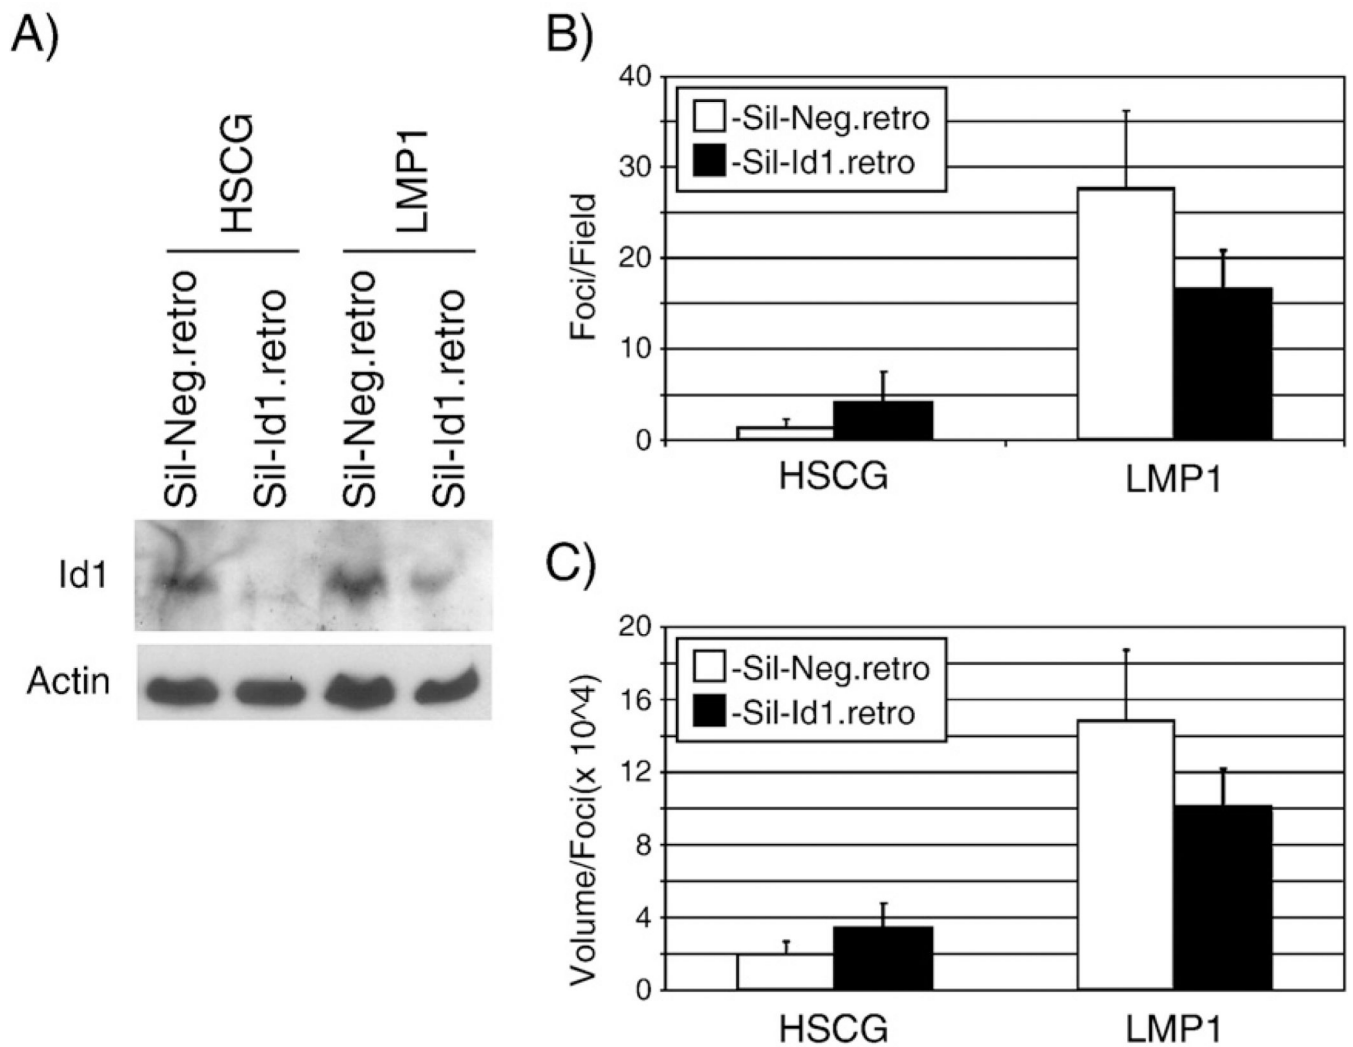 A)
HSCG
LMP1
Sil-Neg.retro
Sil-Id1.retro
Sil-Neg.retro
Sil-Id1.retro
Id1
Actin
B)
40
30
20
10
0
Foci/Field
-Sil-Neg.retro
-Sil-Id1.retro
HSCG
LMP1
C)
20
16
12
8
4
0
Volume/Foci(x 10^4)
-Sil-Neg.retro
-Sil-Id1.retro
HSCG
LMP1